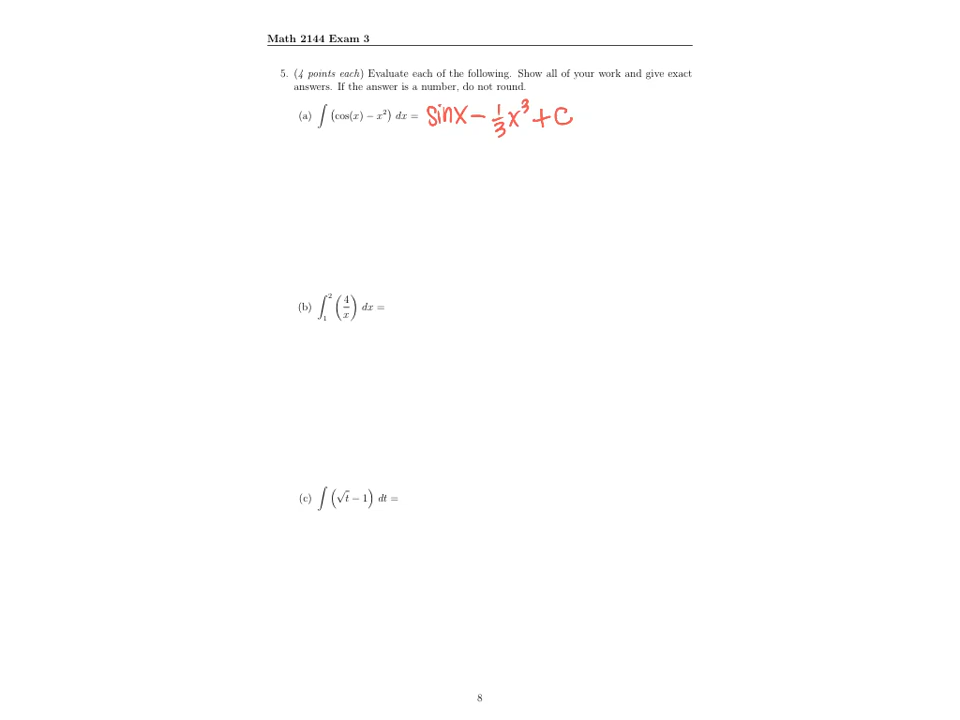 Math 2144 Exam 3
5. (4 points each) Evaluate each of the following. Show all of your work and give exact
answers. If the answer is a number, do not round.
(a) ∫ (cos(x) − x²) dx = sinx − 1/3 x³ + C
(b) ∫₁² (4/x) dx =
(c) ∫ (√t − 1) dt =
8